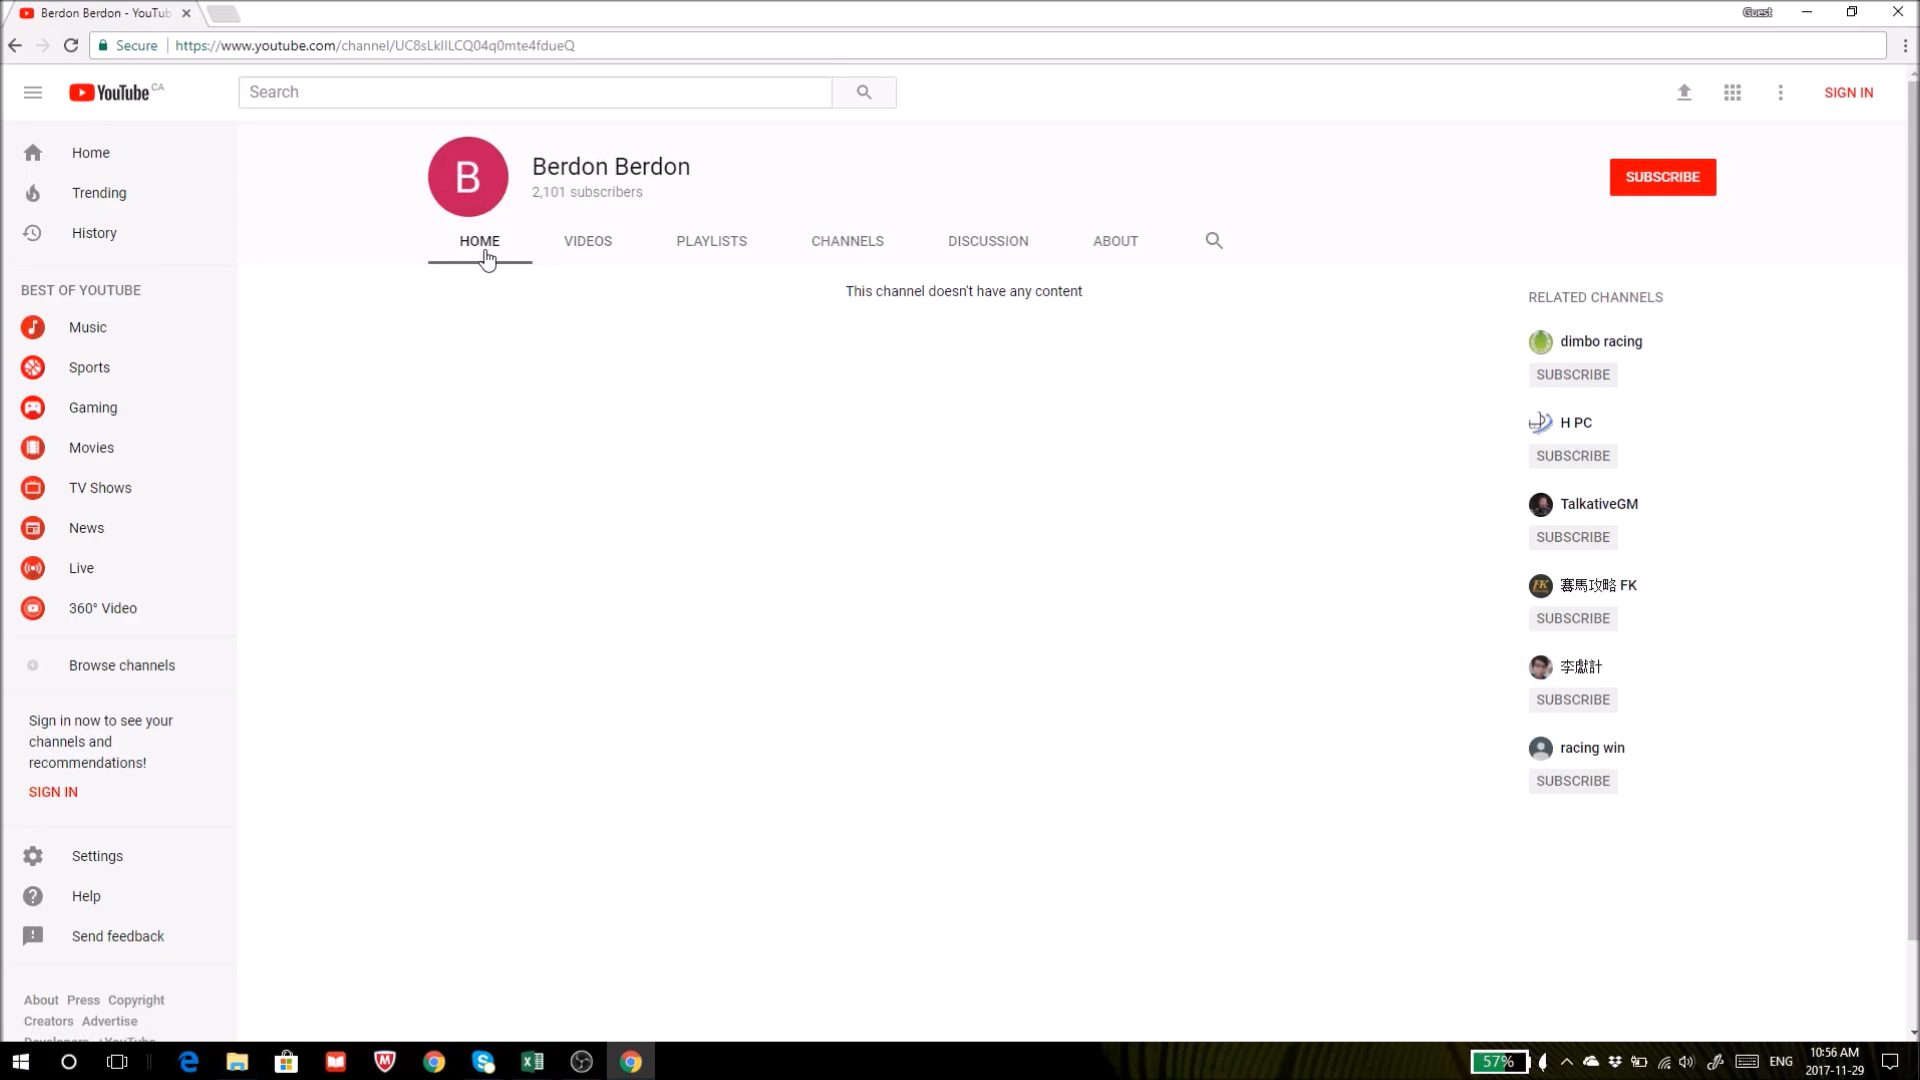 Berdon Berdon - YouTub
Guest
Secure
https://www.youtube.com/channel/UC8sLkIILCQ04q0mte4fdueQ
YouTube CA
Search
SIGN IN
Home
Trending
History
BEST OF YOUTUBE
Music
Sports
Gaming
Movies
TV Shows
News
Live
360° Video
Browse channels
Sign in now to see your
channels and
recommendations!
SIGN IN
Settings
Help
Send feedback
About Press Copyright
Creators Advertise
Developers +YouTube
B
Berdon Berdon
2,101 subscribers
SUBSCRIBE
HOME VIDEOS PLAYLISTS CHANNELS DISCUSSION ABOUT
This channel doesn't have any content
RELATED CHANNELS
dimbo racing
SUBSCRIBE
H PC
SUBSCRIBE
TalkativeGM
SUBSCRIBE
FK
賽馬攻略 FK
SUBSCRIBE
李獻計
SUBSCRIBE
racing win
SUBSCRIBE
57%
ENG
10:56 AM
2017-11-29